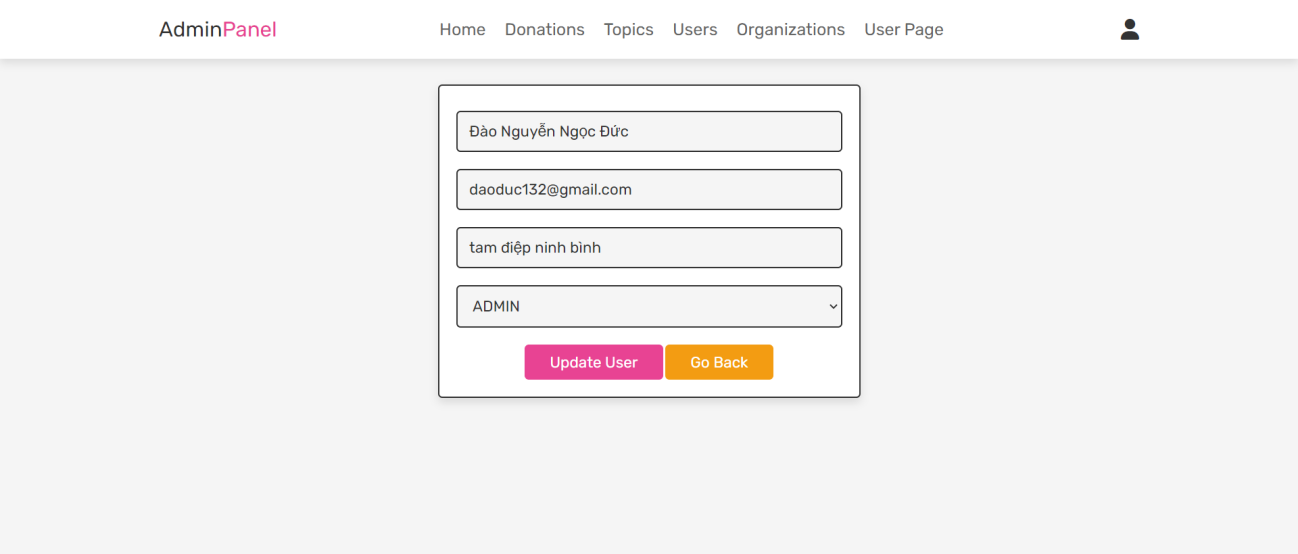 AdminPanel Home Donations Topics Users Organizations User Page
Đào Nguyễn Ngọc Đức
daoduc132@gmail.com
tam điệp ninh bình
ADMIN
Update User Go Back